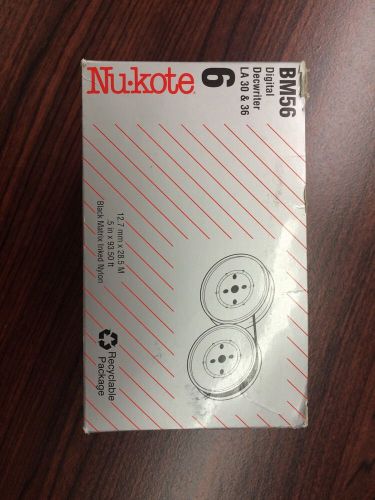 Nu-kote
BM56
Digital
Decwriter
LA 30 & 36
6
12.7 mm x 28.5 M
.5 in x 93.50 ft
Black Matrix Inked Nylon
Recyclable
Package